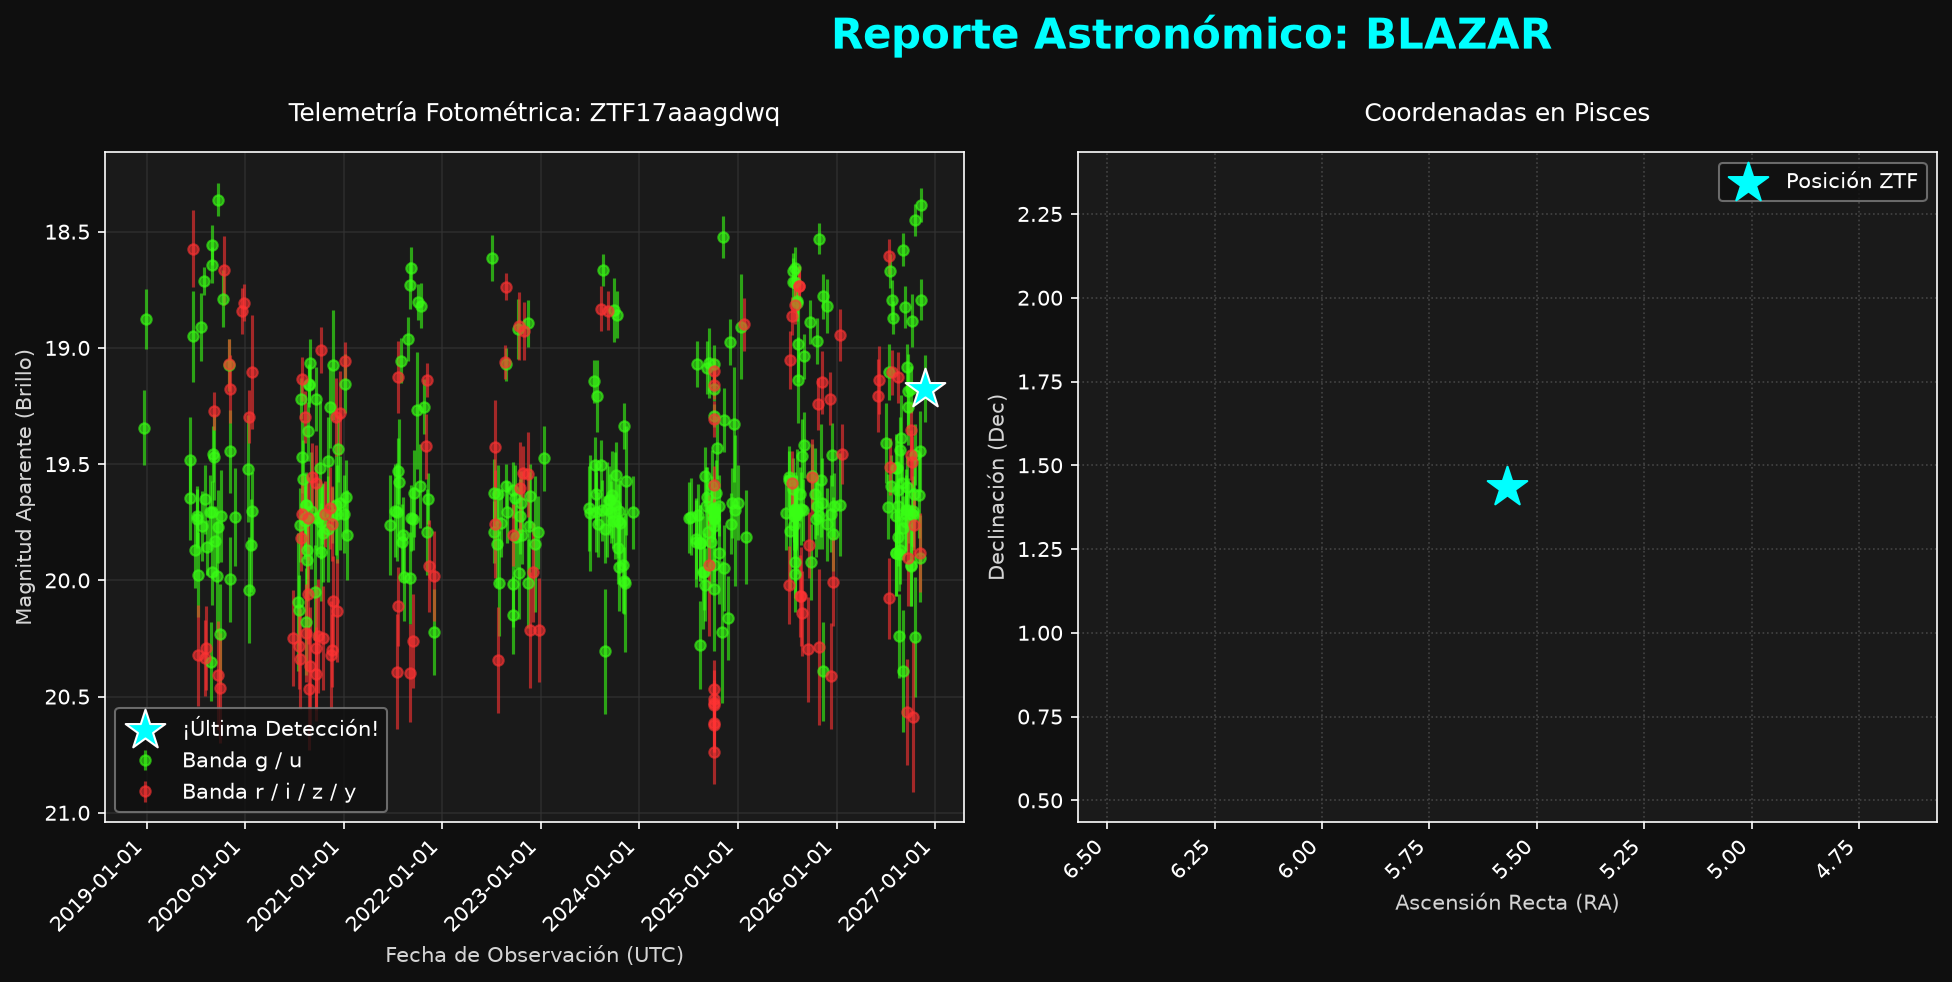 Reporte Astronómico: BLAZAR
Telemetría Fotométrica: ZTF17aaagdwq
Magnitud Aparente (Brillo)
18.5
19.0
19.5
20.0
20.5
21.0
¡Última Detección!
Banda g / u
Banda r / i / z / y
2019-01-01
2020-01-01
2021-01-01
2022-01-01
2023-01-01
2024-01-01
2025-01-01
2026-01-01
2027-01-01
Fecha de Observación (UTC)
Coordenadas en Pisces
Posición ZTF
Declinación (Dec)
2.25
2.00
1.75
1.50
1.25
1.00
0.75
0.50
6.50
6.25
6.00
5.75
5.50
5.25
5.00
4.75
Ascensión Recta (RA)